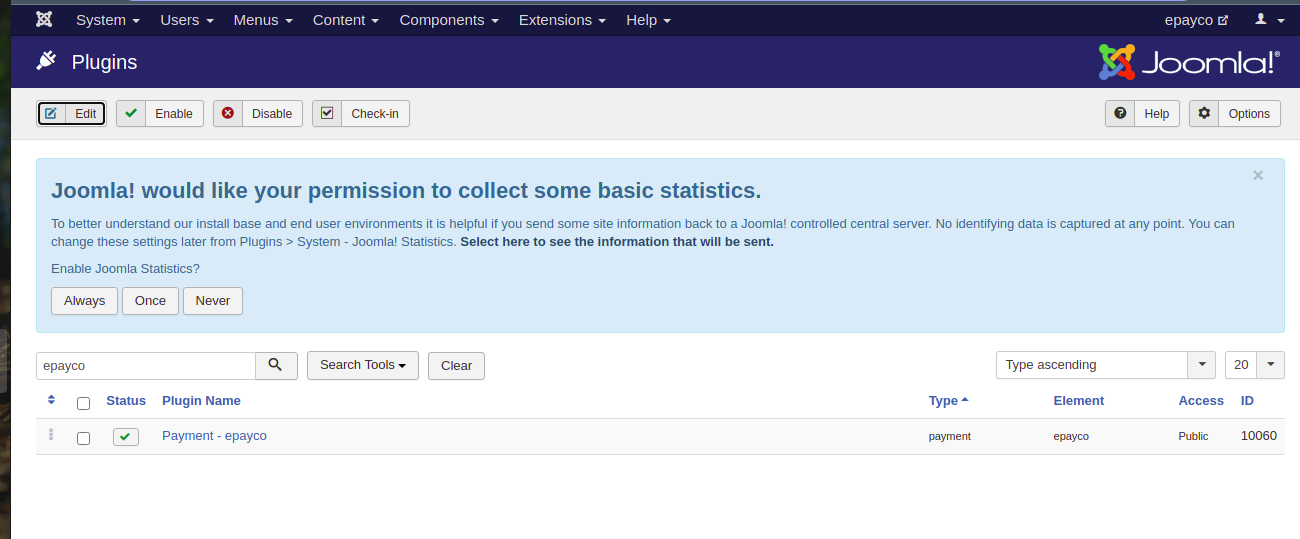 System Users Menus Content Components Extensions Help epayco
Plugins Joomla!®
Edit Enable Disable Check-in Help Options
Joomla! would like your permission to collect some basic statistics. ×
To better understand our install base and end user environments it is helpful if you send some site information back to a Joomla! controlled central server. No identifying data is captured at any point. You can
change these settings later from Plugins > System - Joomla! Statistics. Select here to see the information that will be sent.
Enable Joomla Statistics?
Always Once Never
epayco Search Tools Clear Type ascending 20
Status Plugin Name Type Element Access ID
Payment - epayco payment epayco Public 10060